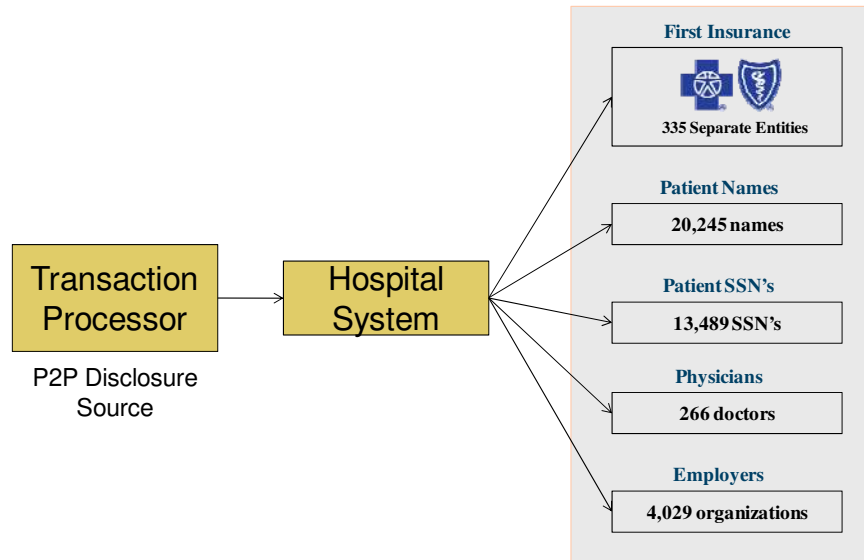 First Insurance
335 Separate Entities
Patient Names
20,245 names
Transaction
Processor
P2P Disclosure
Source
Hospital
System
Patient SSN's
13,489 SSN's
Physicians
266 doctors
Employers
4,029 organizations